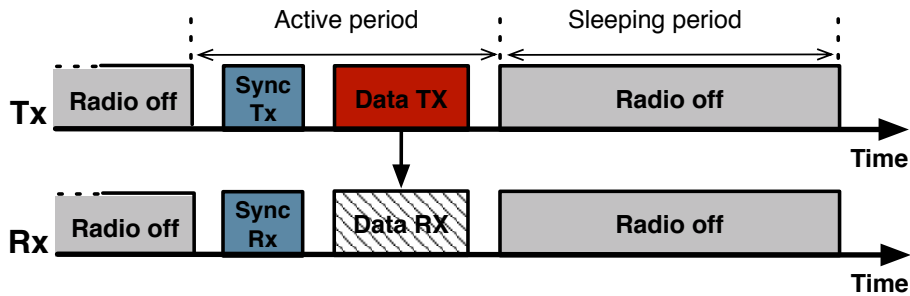 Active period
Sleeping period
Tx
Radio off
Sync
Tx
Data TX
Radio off
Time
Rx
Radio off
Sync
Rx
Data RX
Radio off
Time